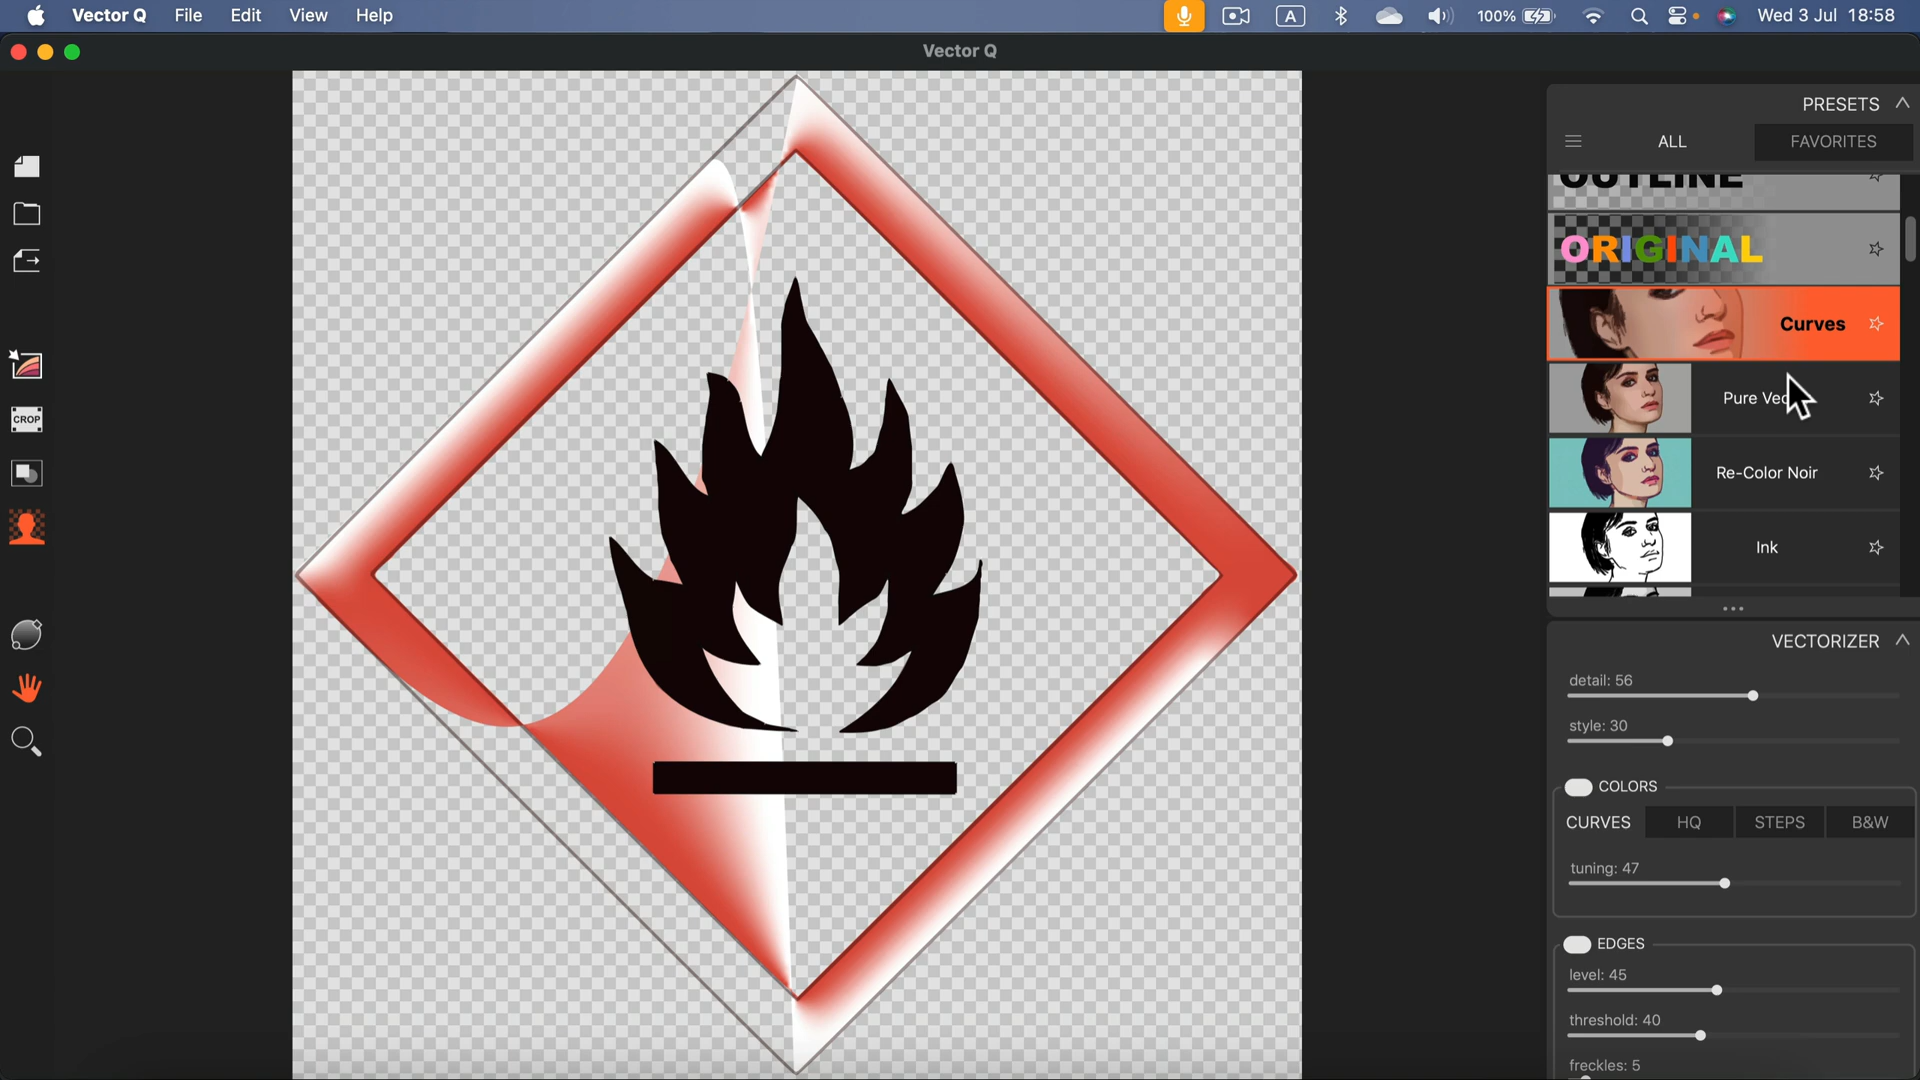 Vector Q File Edit View Help A 100% Wed 3 Jul 18:58
Vector Q
PRESETS
ALL FAVORITES
OUTLINE
ORIGINAL
Curves
CROP
Re-Color Noir
Ink
VECTORIZER
detail: 56
style: 30
COLORS
CURVES HQ STEPS B&W
tuning: 47
EDGES
level: 45
threshold: 40
freckles: 5